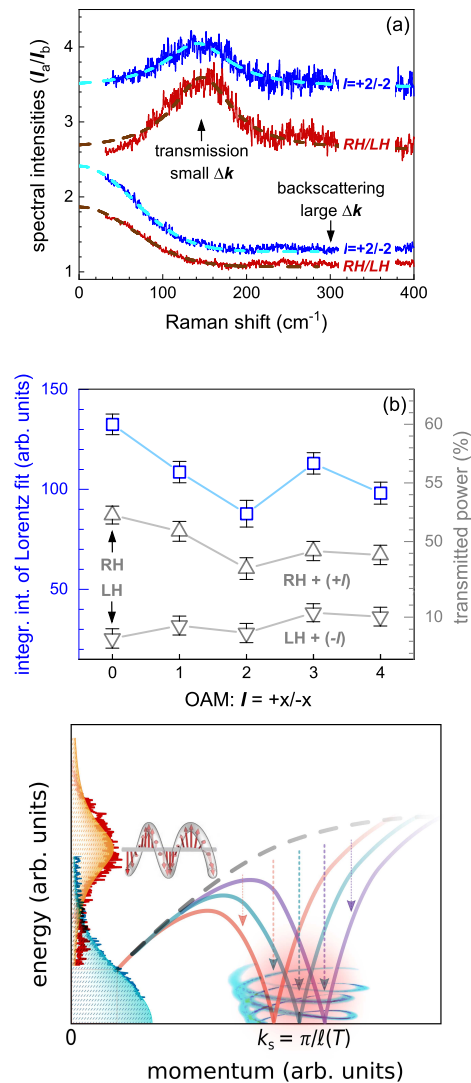 (a)
spectral intensities (Ia/Ib)
4
3
2
1
l=+2/-2
RH/LH
transmission
small Δk
backscattering
large Δk
l=+2/-2
RH/LH
0 100 200 300 400
Raman shift (cm-1)
(b)
integr. int. of Lorentz fit (arb. units)
150
100
50
60
55
50
10
transmitted power (%)
RH
LH
RH + (+l)
LH + (-l)
0 1 2 3 4
OAM: l = +x/-x
energy (arb. units)
0
ks = π/ℓ(T)
momentum (arb. units)